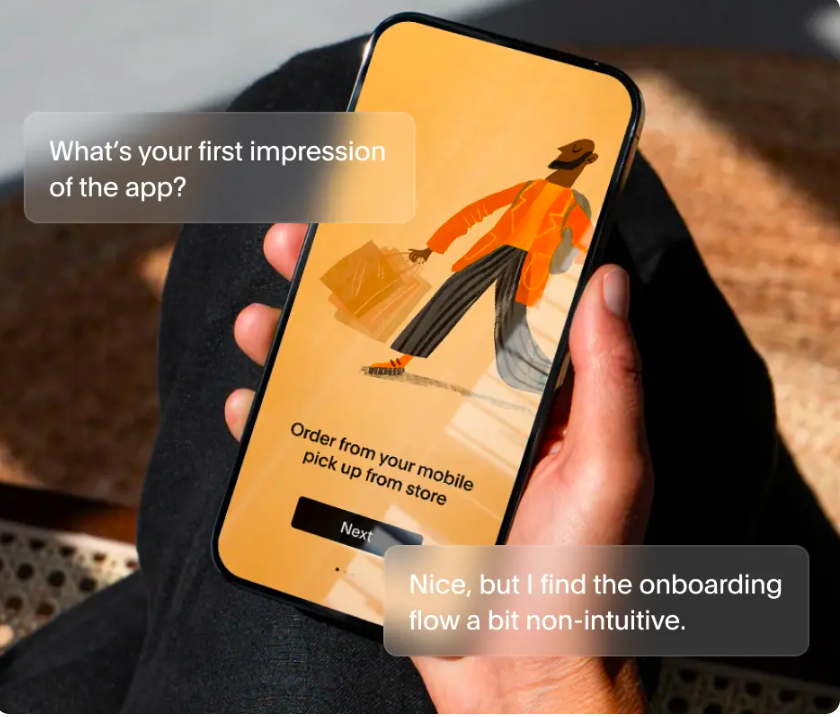 What's your first impression
of the app?
Order from your mobile
pick up from store
Next
Nice, but I find the onboarding
flow a bit non-intuitive.